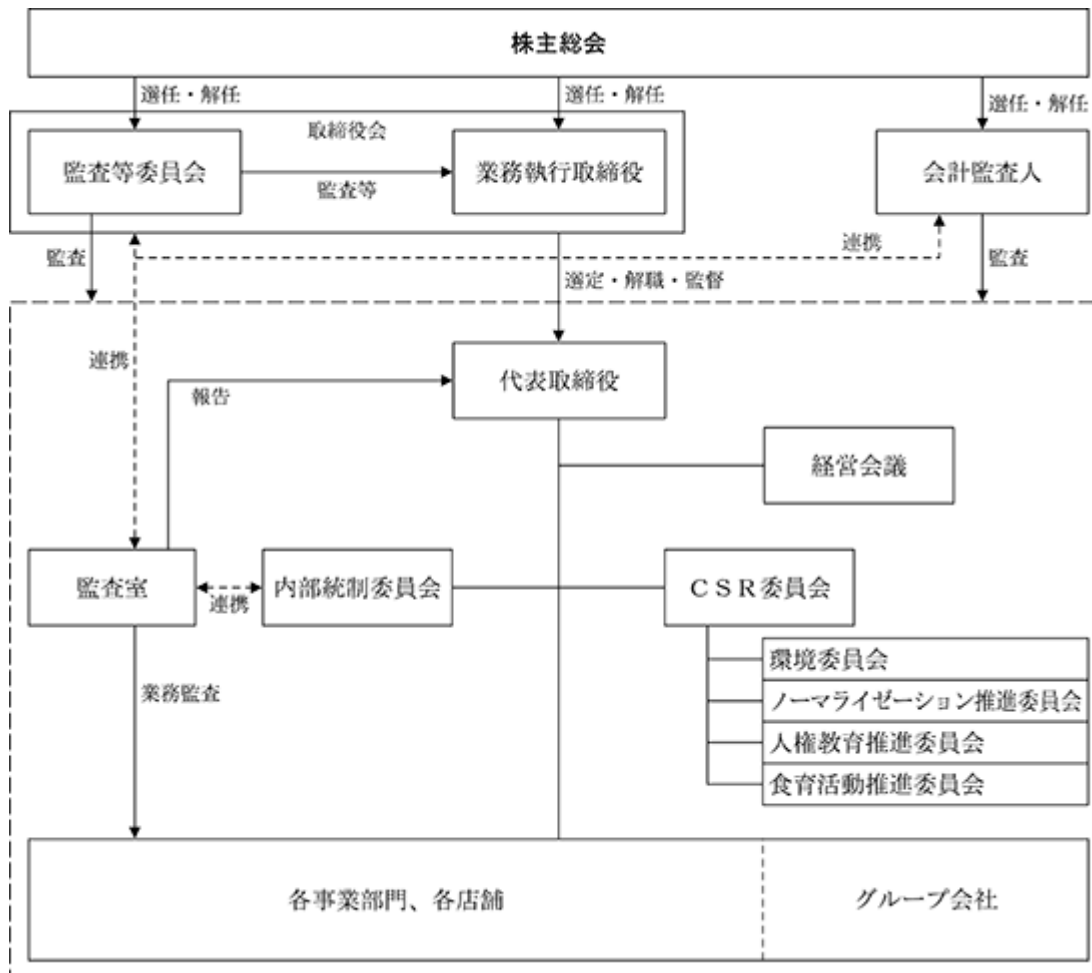 株主総会
選任・解任
選任・解任
選任・解任
取締役会
監査等委員会
監査等
業務執行取締役
会計監査人
監査
連携
監査
選定・解職・監督
連携
報告
代表取締役
経営会議
監査室
連携
内部統制委員会
ＣＳＲ委員会
環境委員会
ノーマライゼーション推進委員会
人権教育推進委員会
食育活動推進委員会
業務監査
各事業部門、各店舗
グループ会社